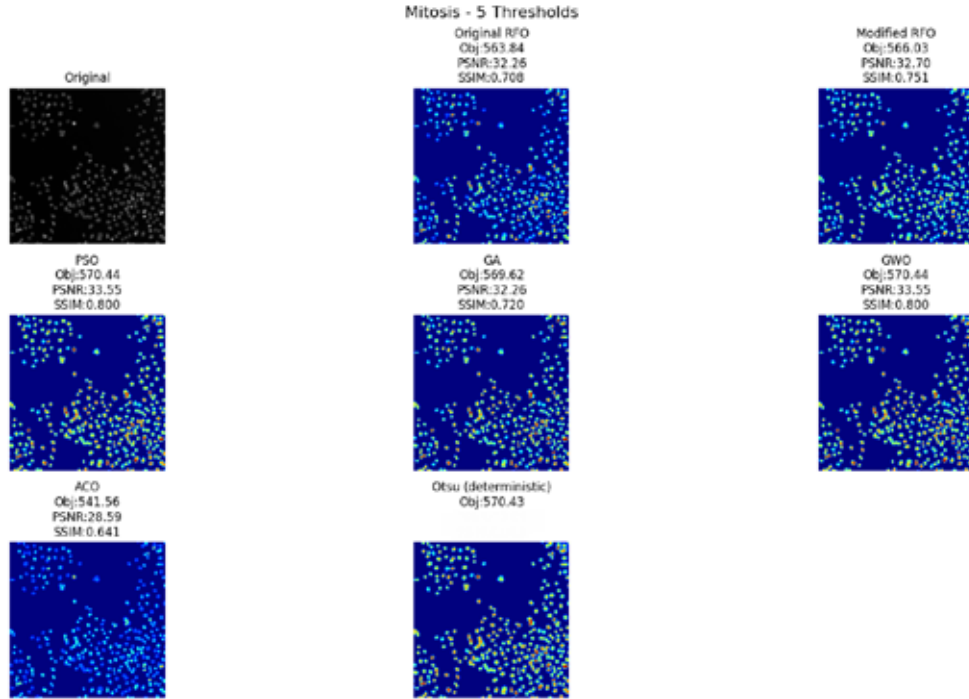 Mitosis - 5 Thresholds
Original
Original RFO
Obj:563.84
PSNR:32.26
SSIM:0.708
Modified RFO
Obj:566.03
PSNR:32.70
SSIM:0.751
PSO
Obj:570.44
PSNR:33.55
SSIM:0.800
GA
Obj:569.62
PSNR:32.26
SSIM:0.720
GWO
Obj:570.44
PSNR:33.55
SSIM:0.800
ACO
Obj:541.56
PSNR:28.59
SSIM:0.641
Otsu (deterministic)
Obj:570.43